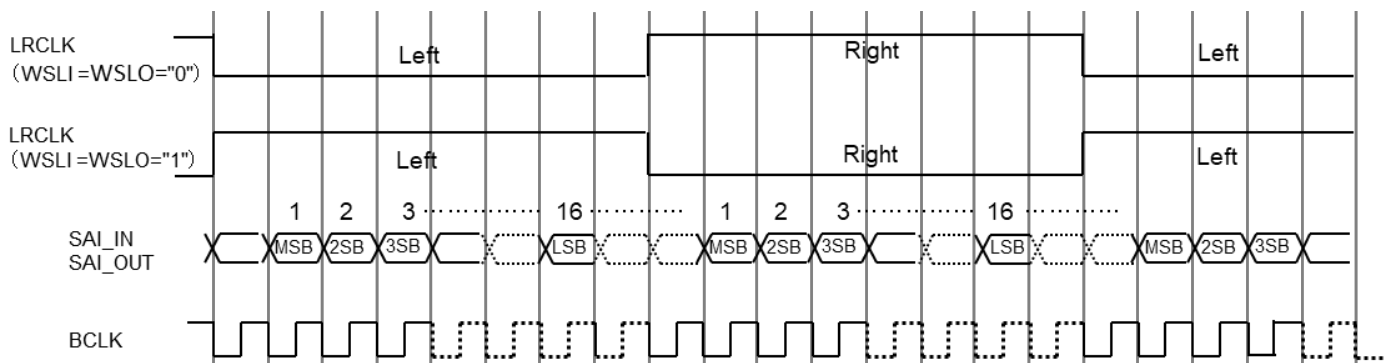 LRCLK
（WSLI =WSLO="0"）
Left
Right
Left
LRCLK
（WSLI =WSLO="1"）
Left
Right
Left
1 2 3 ········ 16 ········ 1 2 3 ········ 16 ········
SAI_IN
SAI_OUT
MSB 2SB 3SB LSB MSB 2SB 3SB LSB MSB 2SB 3SB
BCLK